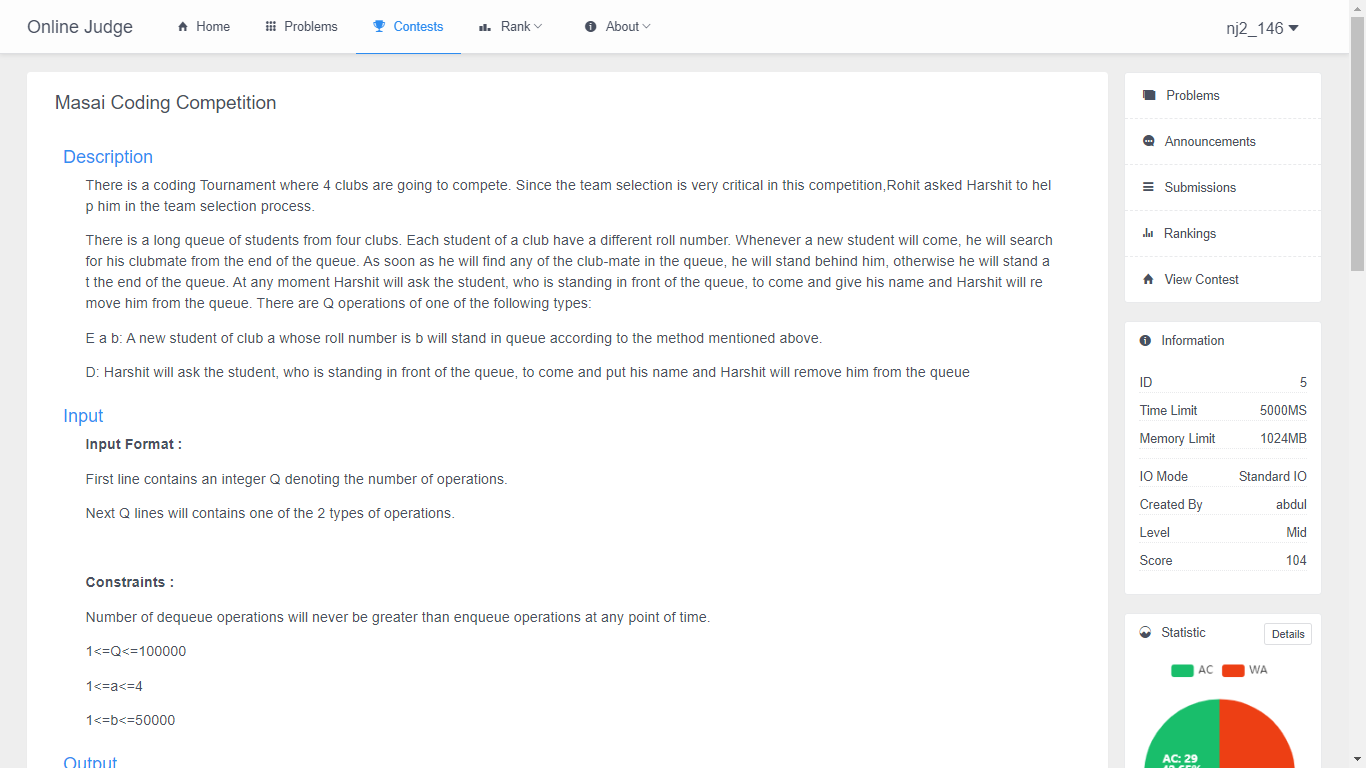 Online Judge
Home
Problems
Contests
Rank
About
nj2_146
Masai Coding Competition
Description
There is a coding Tournament where 4 clubs are going to compete. Since the team selection is very critical in this competition,Rohit asked Harshit to hel
p him in the team selection process.
There is a long queue of students from four clubs. Each student of a club have a different roll number. Whenever a new student will come, he will search
for his clubmate from the end of the queue. As soon as he will find any of the club-mate in the queue, he will stand behind him, otherwise he will stand a
t the end of the queue. At any moment Harshit will ask the student, who is standing in front of the queue, to come and give his name and Harshit will re
move him from the queue. There are Q operations of one of the following types:
E a b: A new student of club a whose roll number is b will stand in queue according to the method mentioned above.
D: Harshit will ask the student, who is standing in front of the queue, to come and put his name and Harshit will remove him from the queue
Input
Input Format :
First line contains an integer Q denoting the number of operations.
Next Q lines will contains one of the 2 types of operations.
Constraints :
Number of dequeue operations will never be greater than enqueue operations at any point of time.
1<=Q<=100000
1<=a<=4
1<=b<=50000
Output
Problems
Announcements
Submissions
Rankings
View Contest
Information
ID 5
Time Limit 5000MS
Memory Limit 1024MB
IO Mode Standard IO
Created By abdul
Level Mid
Score 104
Statistic
Details
AC WA
AC: 29